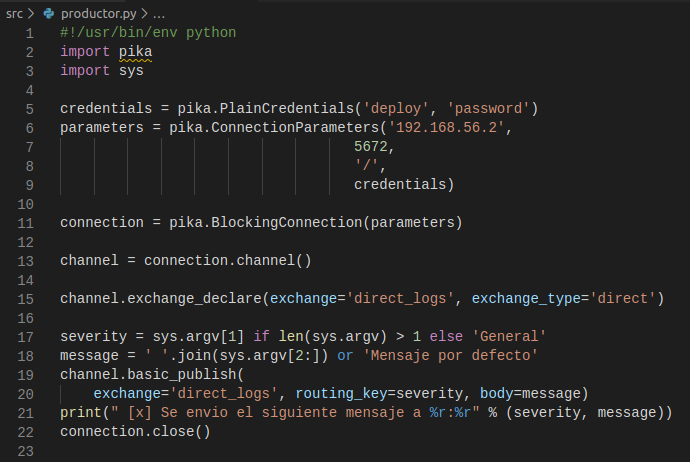 src > productor.py > ...
1 #!/usr/bin/env python
2 import pika
3 import sys
4
5 credentials = pika.PlainCredentials('deploy', 'password')
6 parameters = pika.ConnectionParameters('192.168.56.2',
7                                    5672,
8                                    '/',
9                                    credentials)
10
11 connection = pika.BlockingConnection(parameters)
12
13 channel = connection.channel()
14
15 channel.exchange_declare(exchange='direct_logs', exchange_type='direct')
16
17 severity = sys.argv[1] if len(sys.argv) > 1 else 'General'
18 message = ' '.join(sys.argv[2:]) or 'Mensaje por defecto'
19 channel.basic_publish(
20     exchange='direct_logs', routing_key=severity, body=message)
21 print(" [x] Se envio el siguiente mensaje a %r:%r" % (severity, message))
22 connection.close()
23